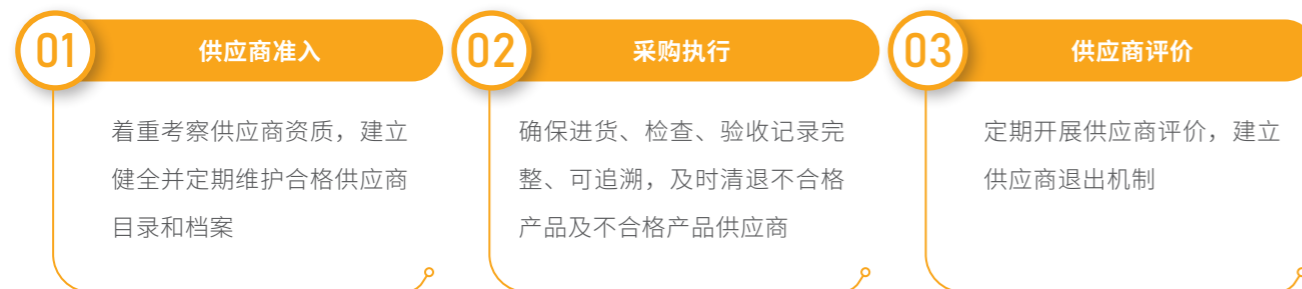 01
供应商准入
着重考察供应商资质，建立
健全并定期维护合格供应商
目录和档案
02
采购执行
确保进货、检查、验收记录完
整、可追溯，及时清退不合格
产品及不合格产品供应商
03
供应商评价
定期开展供应商评价，建立
供应商退出机制